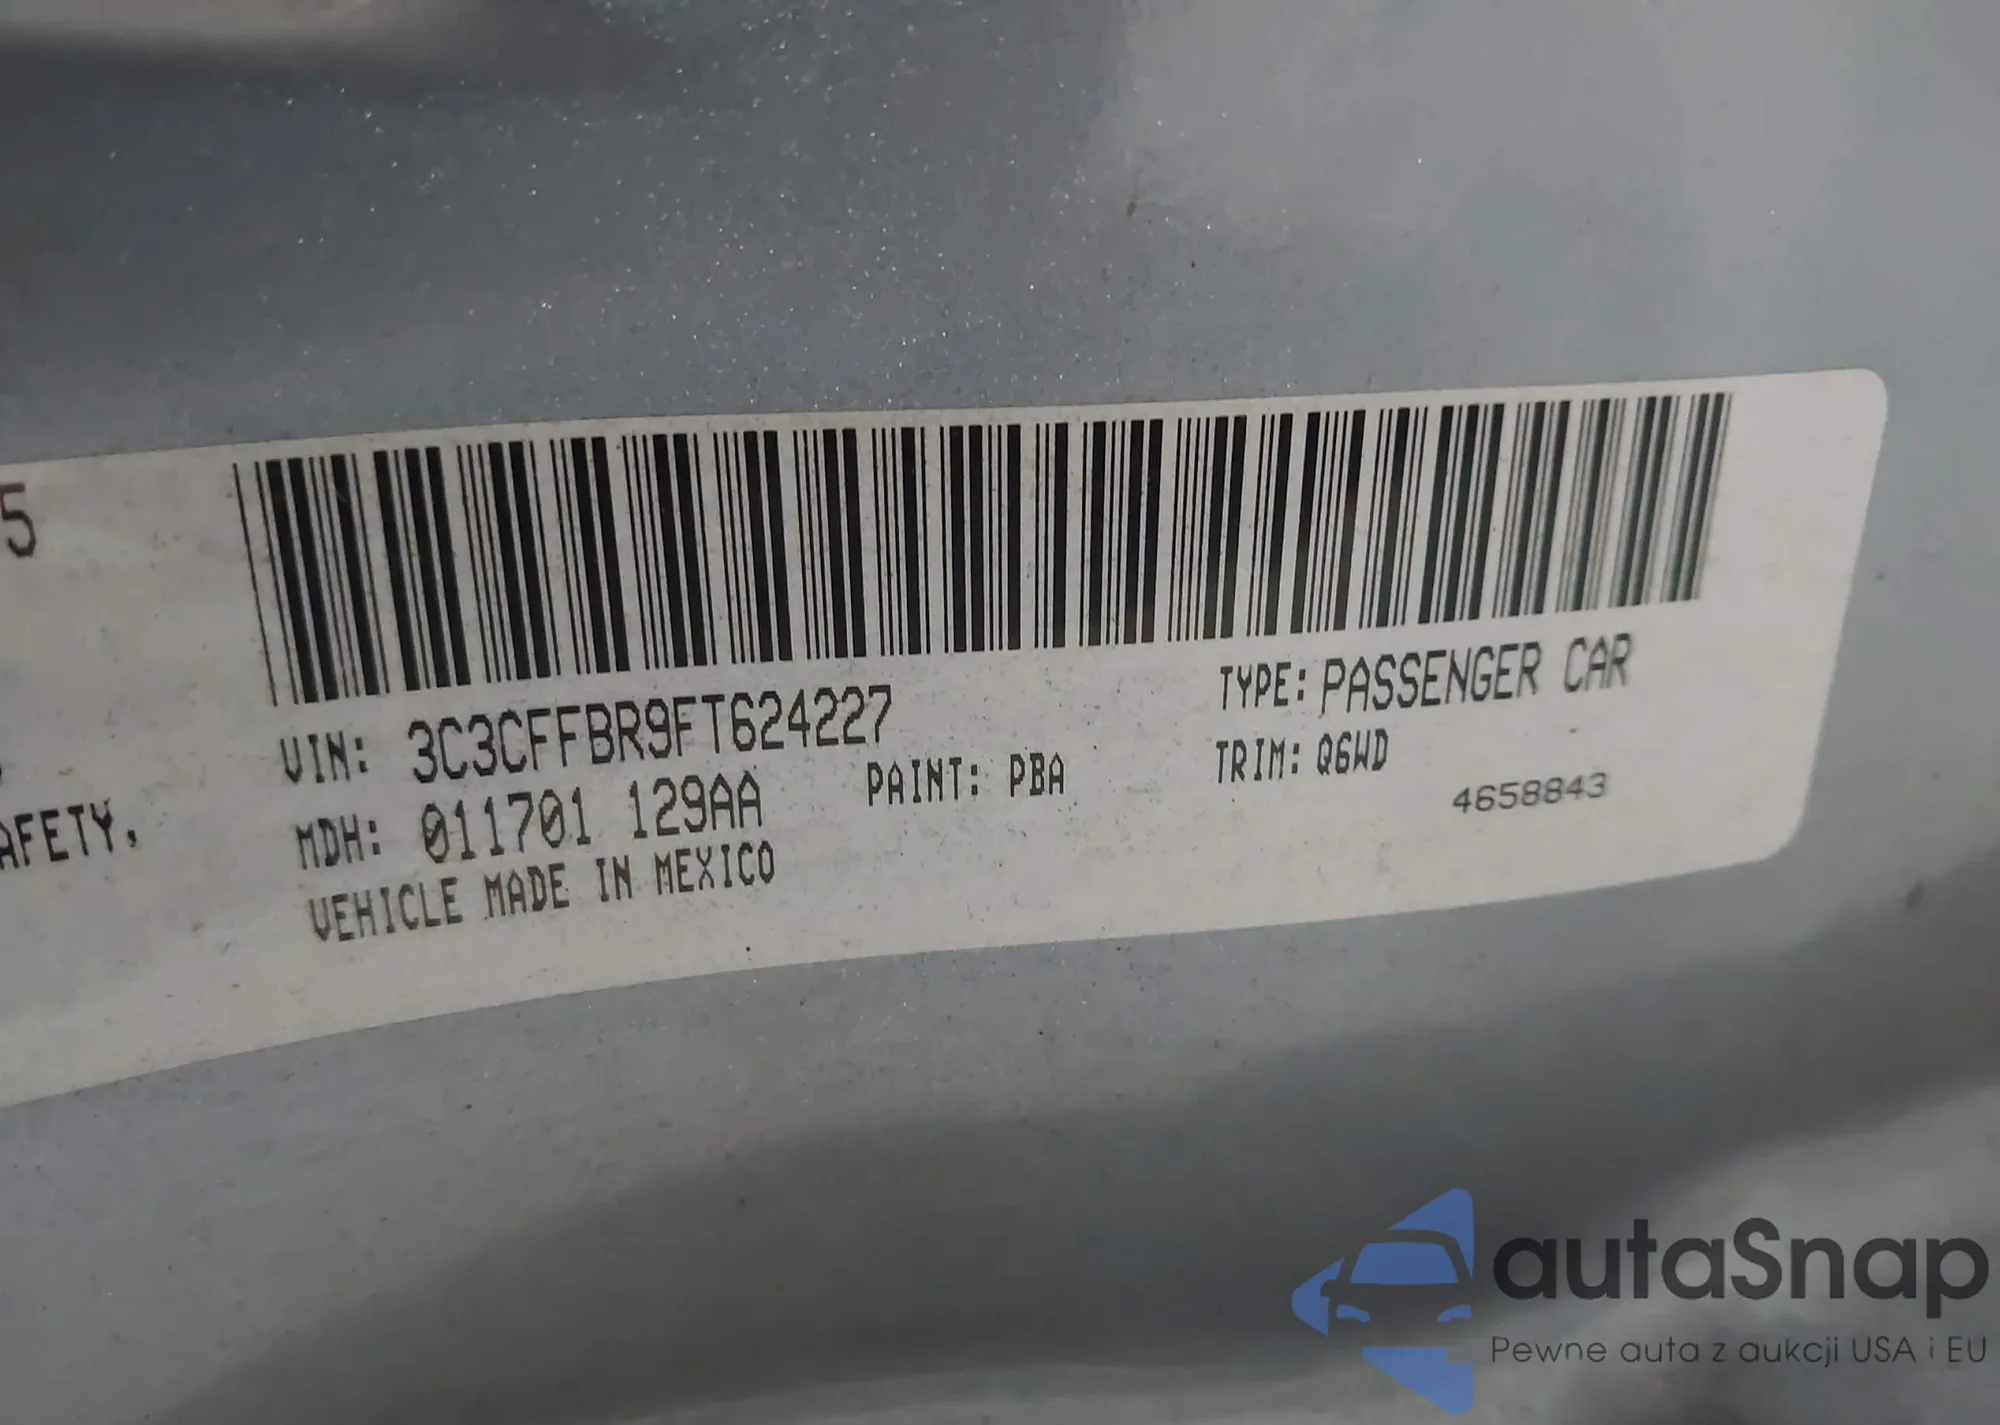 5
AFETY,
VIN: 3C3CFFBR9FT624227
TYPE: PASSENGER CAR
MDH: 011701 129AA
PAINT: PBA
TRIM: Q6WD
4658843
VEHICLE MADE IN MEXICO
autaSnap
Pewne auta z aukcji USA i EU